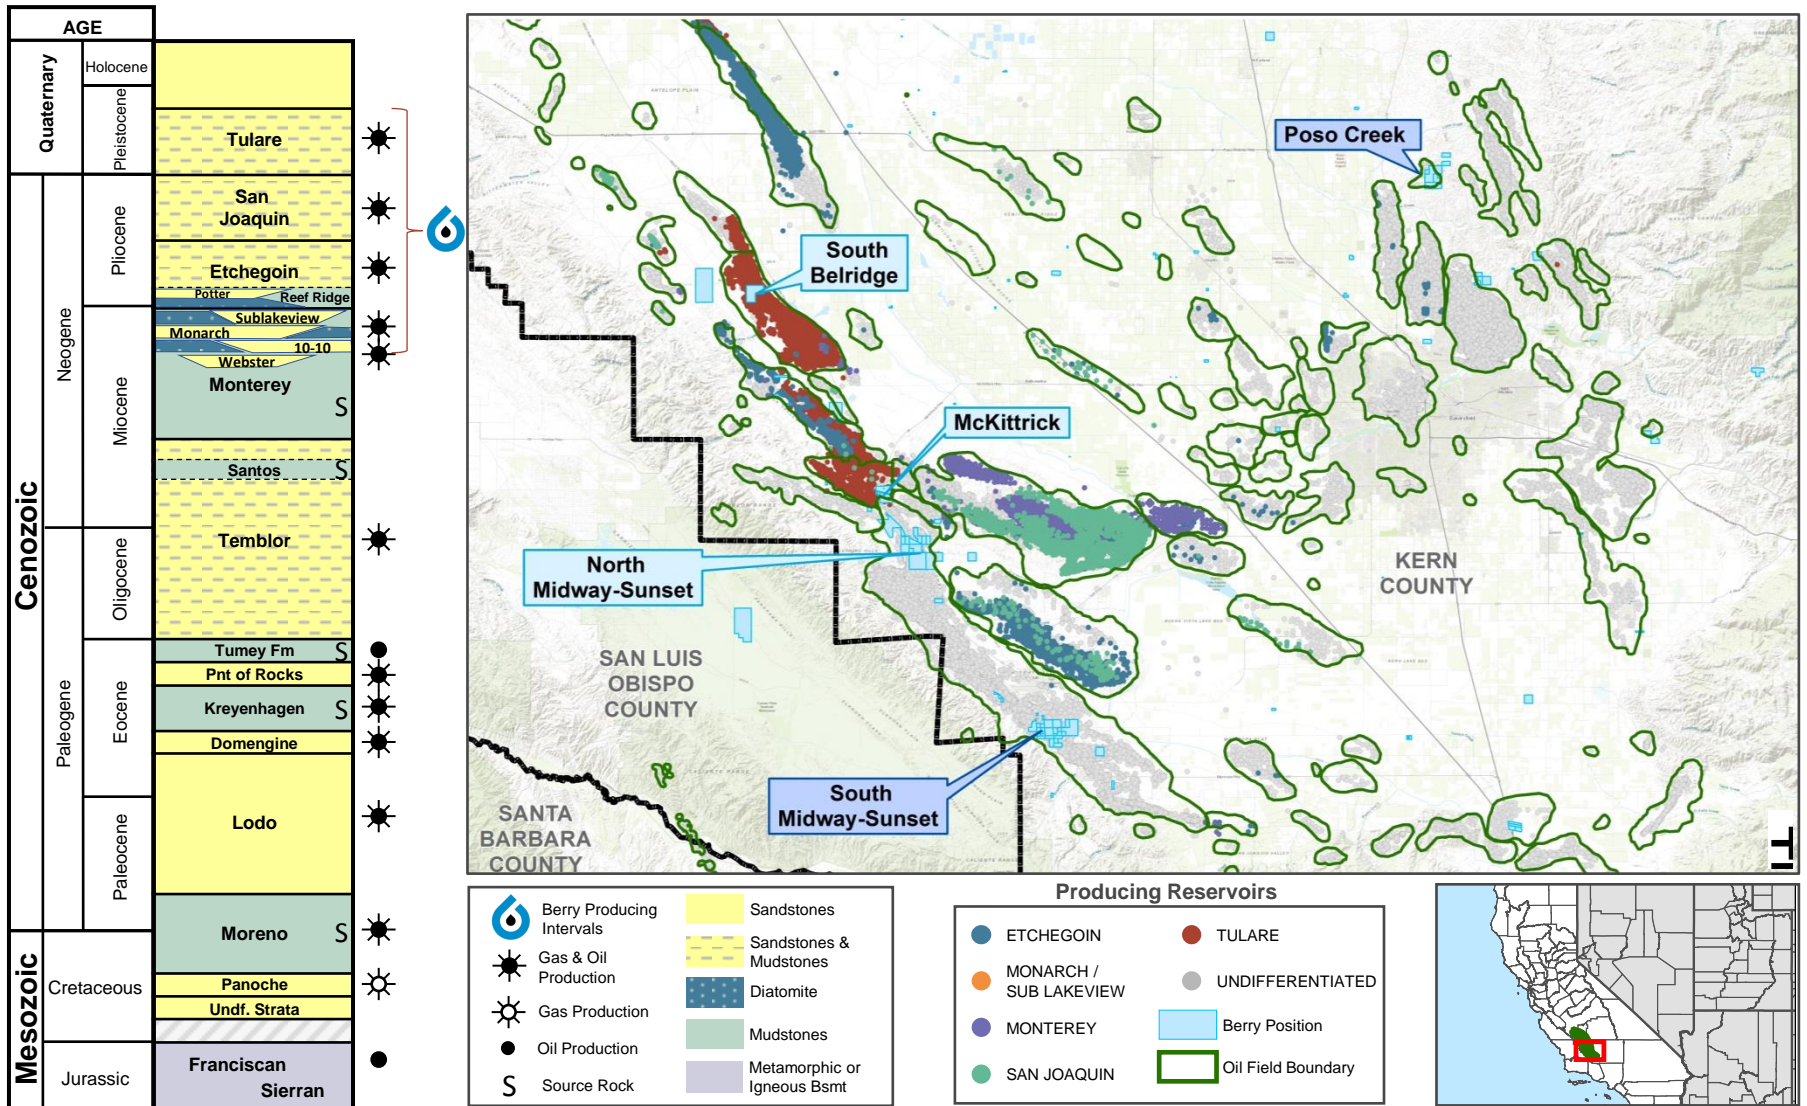 AGE
Quaternary
Holocene
Pleistocene
Tulare
Cenozoic
Neogene
Pliocene
San
Joaquin
Etchegoin
Potter
Reef Ridge
Miocene
Sublakeview
Monarch
10-10
Webster
Monterey
S
Santos
S
Temblor
Paleogene
Oligocene
Eocene
Tumey Fm
S
Pnt of Rocks
Kreyenhagen
S
Domengine
Paleocene
Lodo
Moreno
S
Mesozoic
Cretaceous
Panoche
Undf. Strata
Jurassic
Franciscan
Sierran
Poso Creek
South
Belridge
McKittrick
North
Midway-Sunset
South
Midway-Sunset
KERN
COUNTY
SAN LUIS
OBISPO
COUNTY
SANTA
BARBARA
COUNTY
ANTELOPE PLAIN
Berry Producing
Intervals
Gas & Oil
Production
Gas Production
Oil Production
S
Source Rock
Sandstones
Sandstones &
Mudstones
Diatomite
Mudstones
Metamorphic or
Igneous Bsmt
Producing Reservoirs
ETCHEGOIN
MONARCH /
SUB LAKEVIEW
MONTEREY
SAN JOAQUIN
TULARE
UNDIFFERENTIATED
Berry Position
Oil Field Boundary